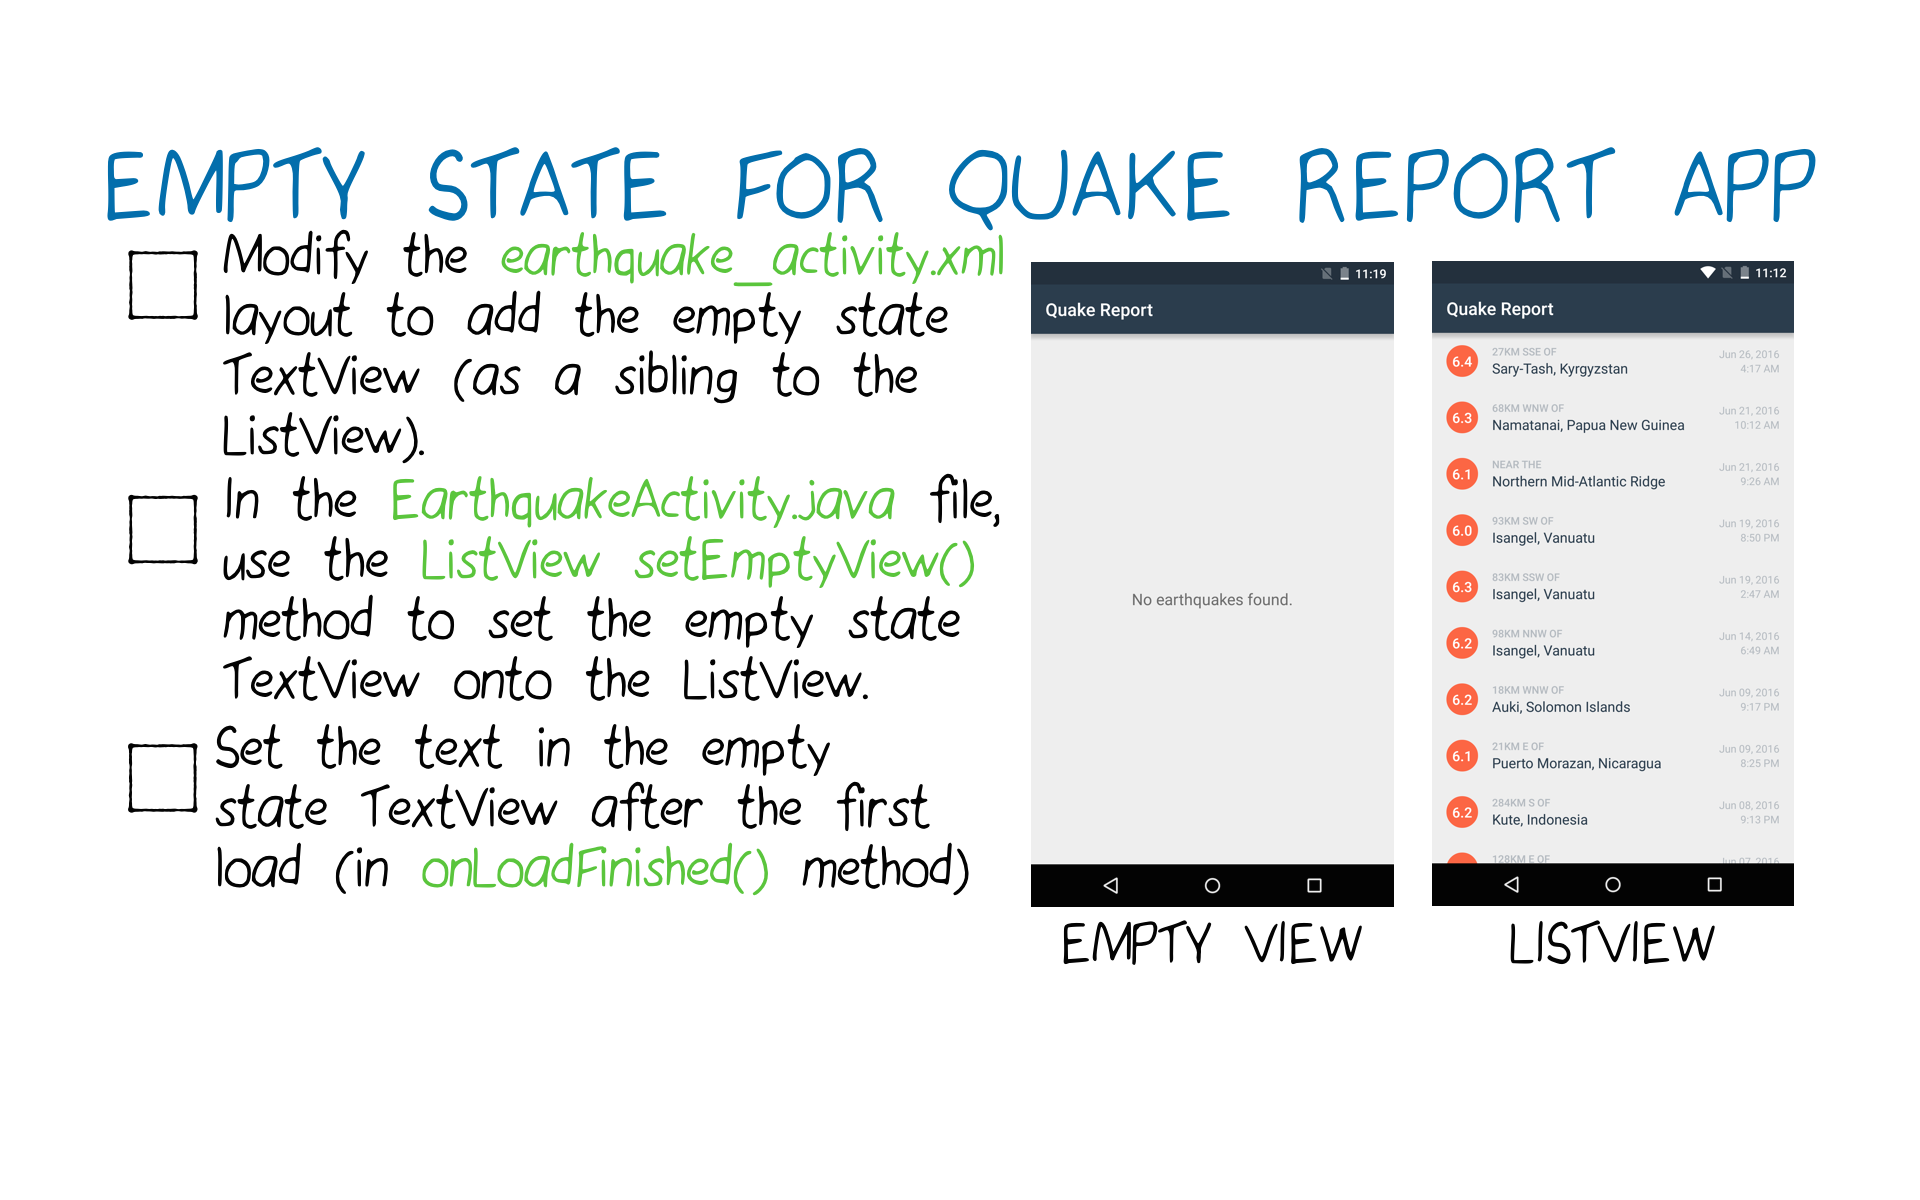 EMPTY STATE FOR QUAKE REPORT APP
Modify the earthquake_activity.xml
layout to add the empty state
TextView (as a sibling to the
ListView).
In the EarthquakeActivity.java file,
use the ListView setEmptyView()
method to set the empty state
TextView onto the ListView.
Set the text in the empty
state TextView after the first
load (in onLoadFinished() method)
11:19
Quake Report
No earthquakes found.
EMPTY VIEW
11:12
Quake Report
6.4
27KM SSE OF
Sary-Tash, Kyrgyzstan
Jun 26, 2016
4:17 AM
6.3
68KM WNW OF
Namatanai, Papua New Guinea
Jun 21, 2016
10:12 AM
6.1
NEAR THE
Northern Mid-Atlantic Ridge
Jun 21, 2016
9:26 AM
6.0
93KM SW OF
Isangel, Vanuatu
Jun 19, 2016
8:50 PM
6.3
83KM SSW OF
Isangel, Vanuatu
Jun 19, 2016
2:47 AM
6.2
98KM NNW OF
Isangel, Vanuatu
Jun 14, 2016
6:49 AM
6.2
18KM WNW OF
Auki, Solomon Islands
Jun 09, 2016
9:17 PM
6.1
21KM E OF
Puerto Morazan, Nicaragua
Jun 09, 2016
8:25 PM
6.2
284KM S OF
Kute, Indonesia
Jun 08, 2016
9:13 PM
128KM E OF
Jun 07, 2016
LISTVIEW